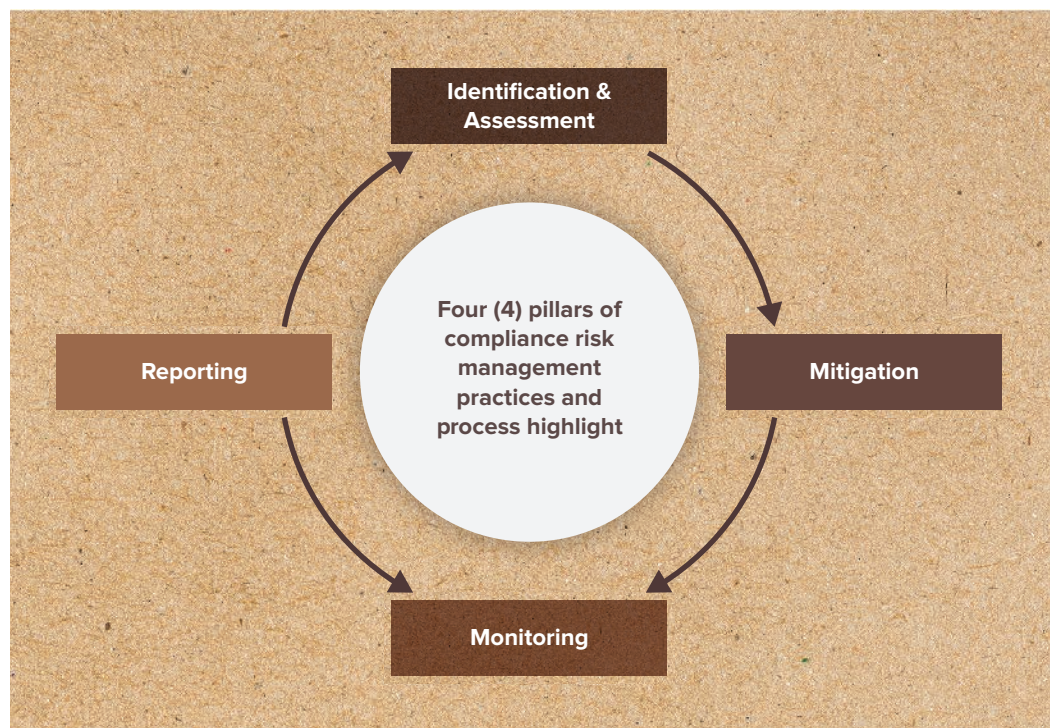 Identification &
Assessment
Reporting
Four (4) pillars of
compliance risk
management
practices and
process highlight
Mitigation
Monitoring